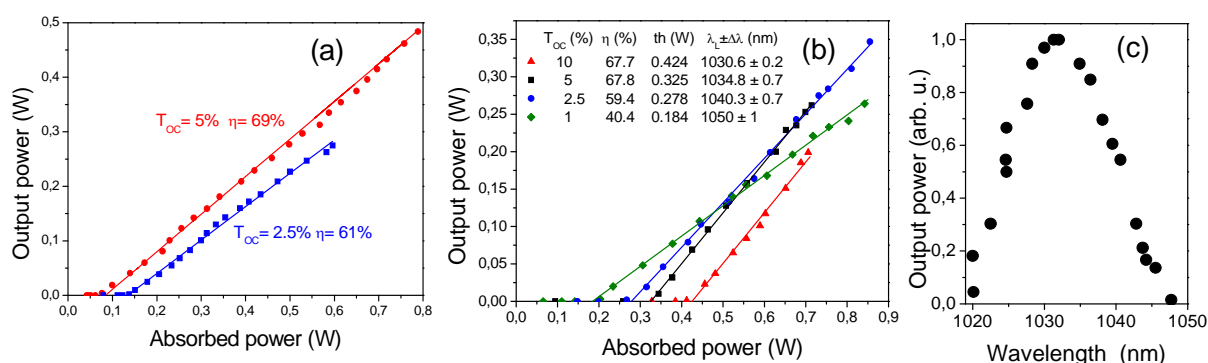 (a)
T_OC= 5% η= 69%
T_OC= 2.5% η= 61%
Output power (W)
0,5
0,4
0,3
0,2
0,1
0,0
0,0 0,1 0,2 0,3 0,4 0,5 0,6 0,7 0,8
Absorbed power (W)
(b)
T_OC (%) η (%) th (W) λ_L±Δλ (nm)
10 67.7 0.424 1030.6 ± 0.2
5 67.8 0.325 1034.8 ± 0.7
2.5 59.4 0.278 1040.3 ± 0.7
1 40.4 0.184 1050 ± 1
Output power (W)
0,35
0,30
0,25
0,20
0,15
0,10
0,05
0,00
0,0 0,1 0,2 0,3 0,4 0,5 0,6 0,7 0,8 0,9
Absorbed power (W)
(c)
Output power (arb. u.)
1,0
0,8
0,6
0,4
0,2
0,0
1020 1030 1040 1050
Wavelength (nm)